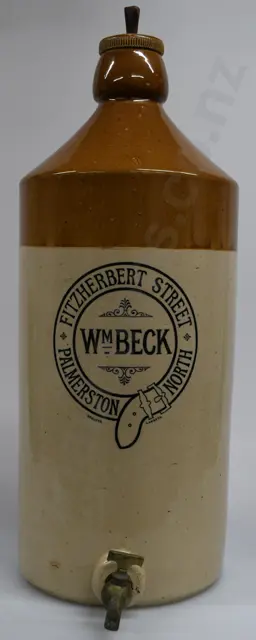 FITZHERBERT STREET
WM BECK
PALMERSTON NORTH